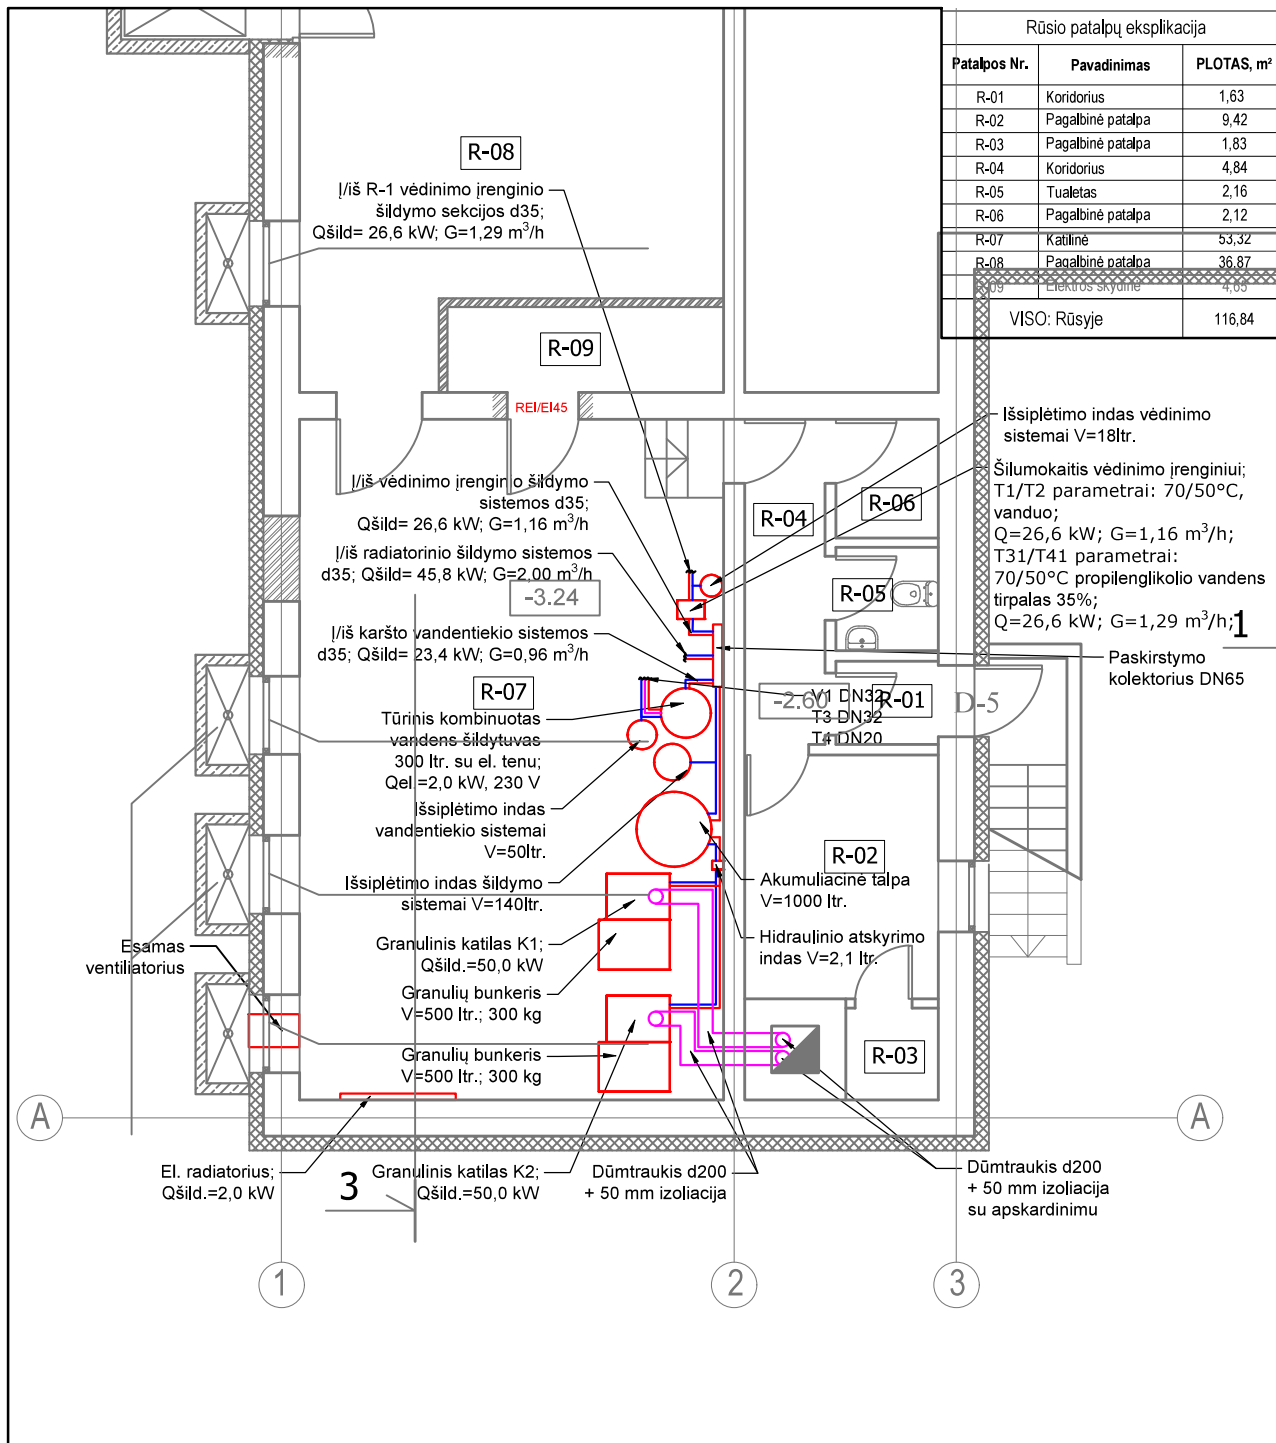 Rūsio patalpų eksplikacija
Patalpos Nr. Pavadinimas PLOTAS, m²
R-01 Koridorius 1,63
R-02 Pagalbinė patalpa 9,42
R-03 Pagalbinė patalpa 1,83
R-04 Koridorius 4,84
R-05 Tualetas 2,16
R-06 Pagalbinė patalpa 2,12
R-07 Katilinė 53,32
R-08 Pagalbinė patalpa 36,87
R-09 Elektros skydinė 4,65
VISO: Rūsyje 116,84
R-08
Į/iš R-1 vėdinimo įrenginio
šildymo sekcijos d35;
Qšild= 26,6 kW; G=1,29 m³/h
R-09
REI/EI45
Išsiplėtimo indas vėdinimo
sistemai V=18ltr.
Šilumokaitis vėdinimo įrenginiui;
T1/T2 parametrai: 70/50°C,
vanduo;
Q=26,6 kW; G=1,16 m³/h;
T31/T41 parametrai:
70/50°C propilenglikolio vandens
tirpalas 35%;
Q=26,6 kW; G=1,29 m³/h;
1
Į/iš vėdinimo įrenginio šildymo
sistemos d35;
Qšild= 26,6 kW; G=1,16 m³/h
R-04
R-06
Į/iš radiatorinio šildymo sistemos
d35; Qšild= 45,8 kW; G=2,00 m³/h
-3.24
R-05
Į/iš karšto vandentiekio sistemos
d35; Qšild= 23,4 kW; G=0,96 m³/h
Paskirstymo
kolektorius DN65
R-07
-2.60
V1 DN32
T3 DN32
T4 DN20
R-01
D-5
Tūrinis kombinuotas
vandens šildytuvas
300 ltr. su el. tenu;
Qel.=2,0 kW, 230 V
Išsiplėtimo indas
vandentiekio sistemai
V=50ltr.
R-02
Išsiplėtimo indas šildymo
sistemai V=140ltr.
Akumuliacinė talpa
V=1000 ltr.
Esamas
ventiliatorius
Granulinis katilas K1;
Qšild.=50,0 kW
Hidraulinio atskyrimo
indas V=2,1 ltr.
Granulių bunkeris
V=500 ltr.; 300 kg
Granulių bunkeris
V=500 ltr.; 300 kg
R-03
A
A
El. radiatorius;
Qšild.=2,0 kW
3
Granulinis katilas K2;
Qšild.=50,0 kW
Dūmtraukis d200
+ 50 mm izoliacija
Dūmtraukis d200
+ 50 mm izoliacija
su apskardinimu
1
2
3